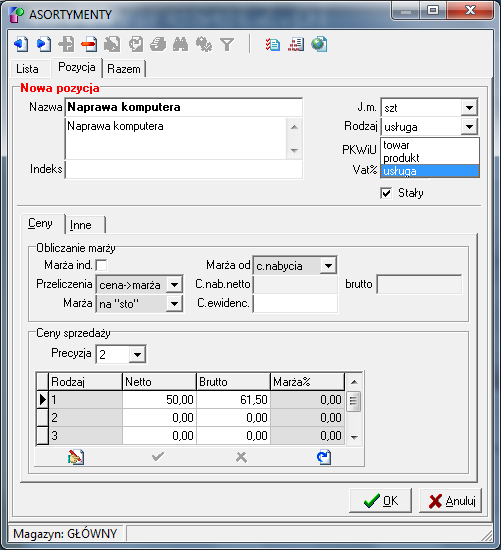 ASORTYMENTY
Lista Pozycja Razem
Nowa pozycja
Nazwa Naprawa komputera J.m. szt
Naprawa komputera Rodzaj usługa
PKWiU towar
produkt
Indeks Vat% usługa
Stały
Ceny Inne
Obliczanie marży
Marża ind. Marża od c.nabycia
Przeliczenia cena->marża C.nab.netto brutto
Marża na "sto" C.ewidenc.
Ceny sprzedaży
Precyzja 2
Rodzaj Netto Brutto Marża%
1 50,00 61,50 0,00
2 0,00 0,00 0,00
3 0,00 0,00 0,00
OK Anuluj
Magazyn: GŁÓWNY